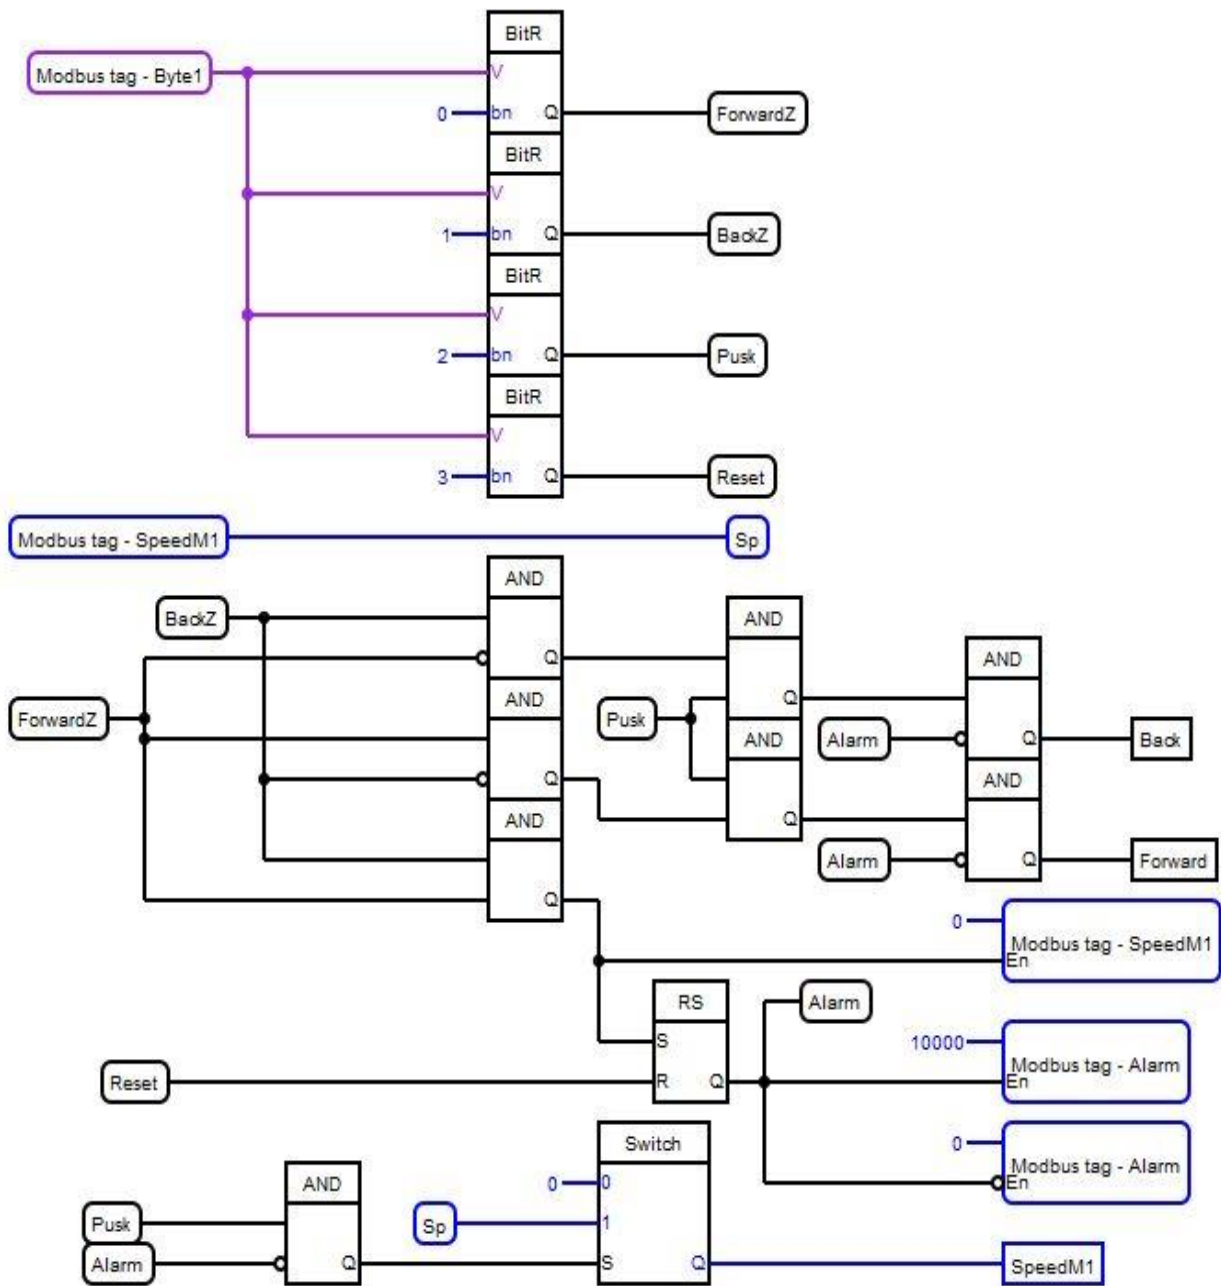 BitR
Modbus tag - Byte1
V
0
bn
Q
ForwardZ
BitR
V
1
bn
Q
BackZ
BitR
V
2
bn
Q
Pusk
BitR
V
3
bn
Q
Reset
Modbus tag - SpeedM1
Sp
AND
BackZ
AND
Q
AND
AND
ForwardZ
Pusk
Q
AND
Alarm
Q
Back
Q
AND
AND
Q
Alarm
Q
Forward
Q
0
Modbus tag - SpeedM1
En
RS
Alarm
S
10000
Modbus tag - Alarm
Reset
R
Q
En
Switch
0
Modbus tag - Alarm
AND
0
0
En
Pusk
Sp
1
Alarm
Q
S
Q
SpeedM1